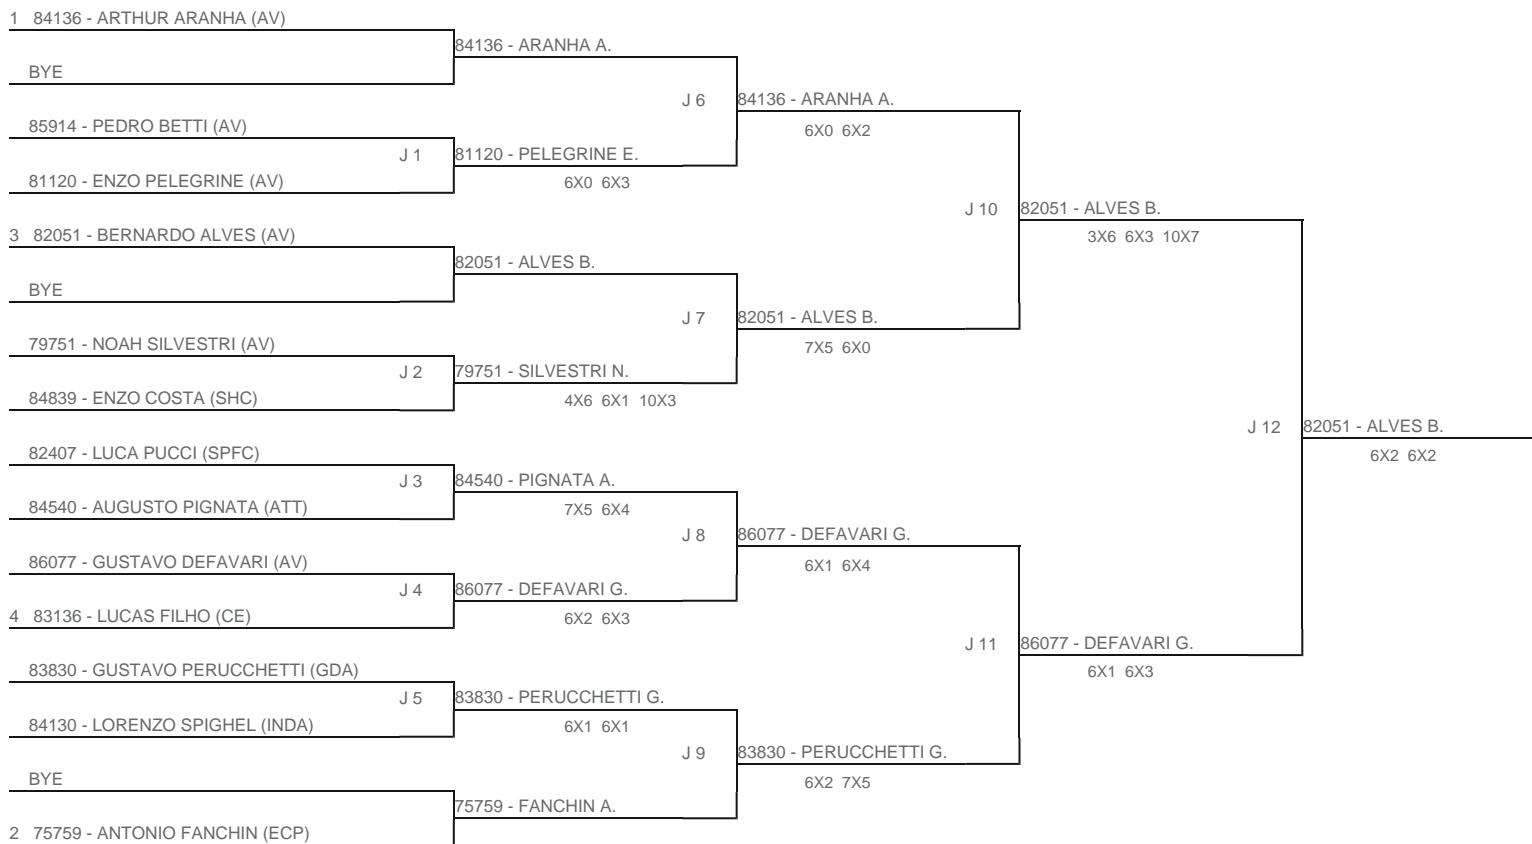 1 84136 - ARTHUR ARANHA (AV)
84136 - ARANHA A.
BYE
J 6
84136 - ARANHA A.
6X0 6X2
85914 - PEDRO BETTI (AV)
J 1
81120 - PELEGRINE E.
6X0 6X3
81120 - ENZO PELEGRINE (AV)
J 10
82051 - ALVES B.
3X6 6X3 10X7
3 82051 - BERNARDO ALVES (AV)
82051 - ALVES B.
BYE
J 7
82051 - ALVES B.
7X5 6X0
79751 - NOAH SILVESTRI (AV)
J 2
79751 - SILVESTRI N.
4X6 6X1 10X3
84839 - ENZO COSTA (SHC)
J 12
82051 - ALVES B.
6X2 6X2
82407 - LUCA PUCCI (SPFC)
J 3
84540 - PIGNATA A.
7X5 6X4
84540 - AUGUSTO PIGNATA (ATT)
J 8
86077 - DEFAVARI G.
6X1 6X4
86077 - GUSTAVO DEFAVARI (AV)
J 4
86077 - DEFAVARI G.
6X2 6X3
4 83136 - LUCAS FILHO (CE)
J 11
86077 - DEFAVARI G.
6X1 6X3
83830 - GUSTAVO PERUCCHETTI (GDA)
J 5
83830 - PERUCCHETTI G.
6X1 6X1
84130 - LORENZO SPIGHEL (INDA)
J 9
83830 - PERUCCHETTI G.
6X2 7X5
BYE
75759 - FANCHIN A.
2 75759 - ANTONIO FANCHIN (ECP)